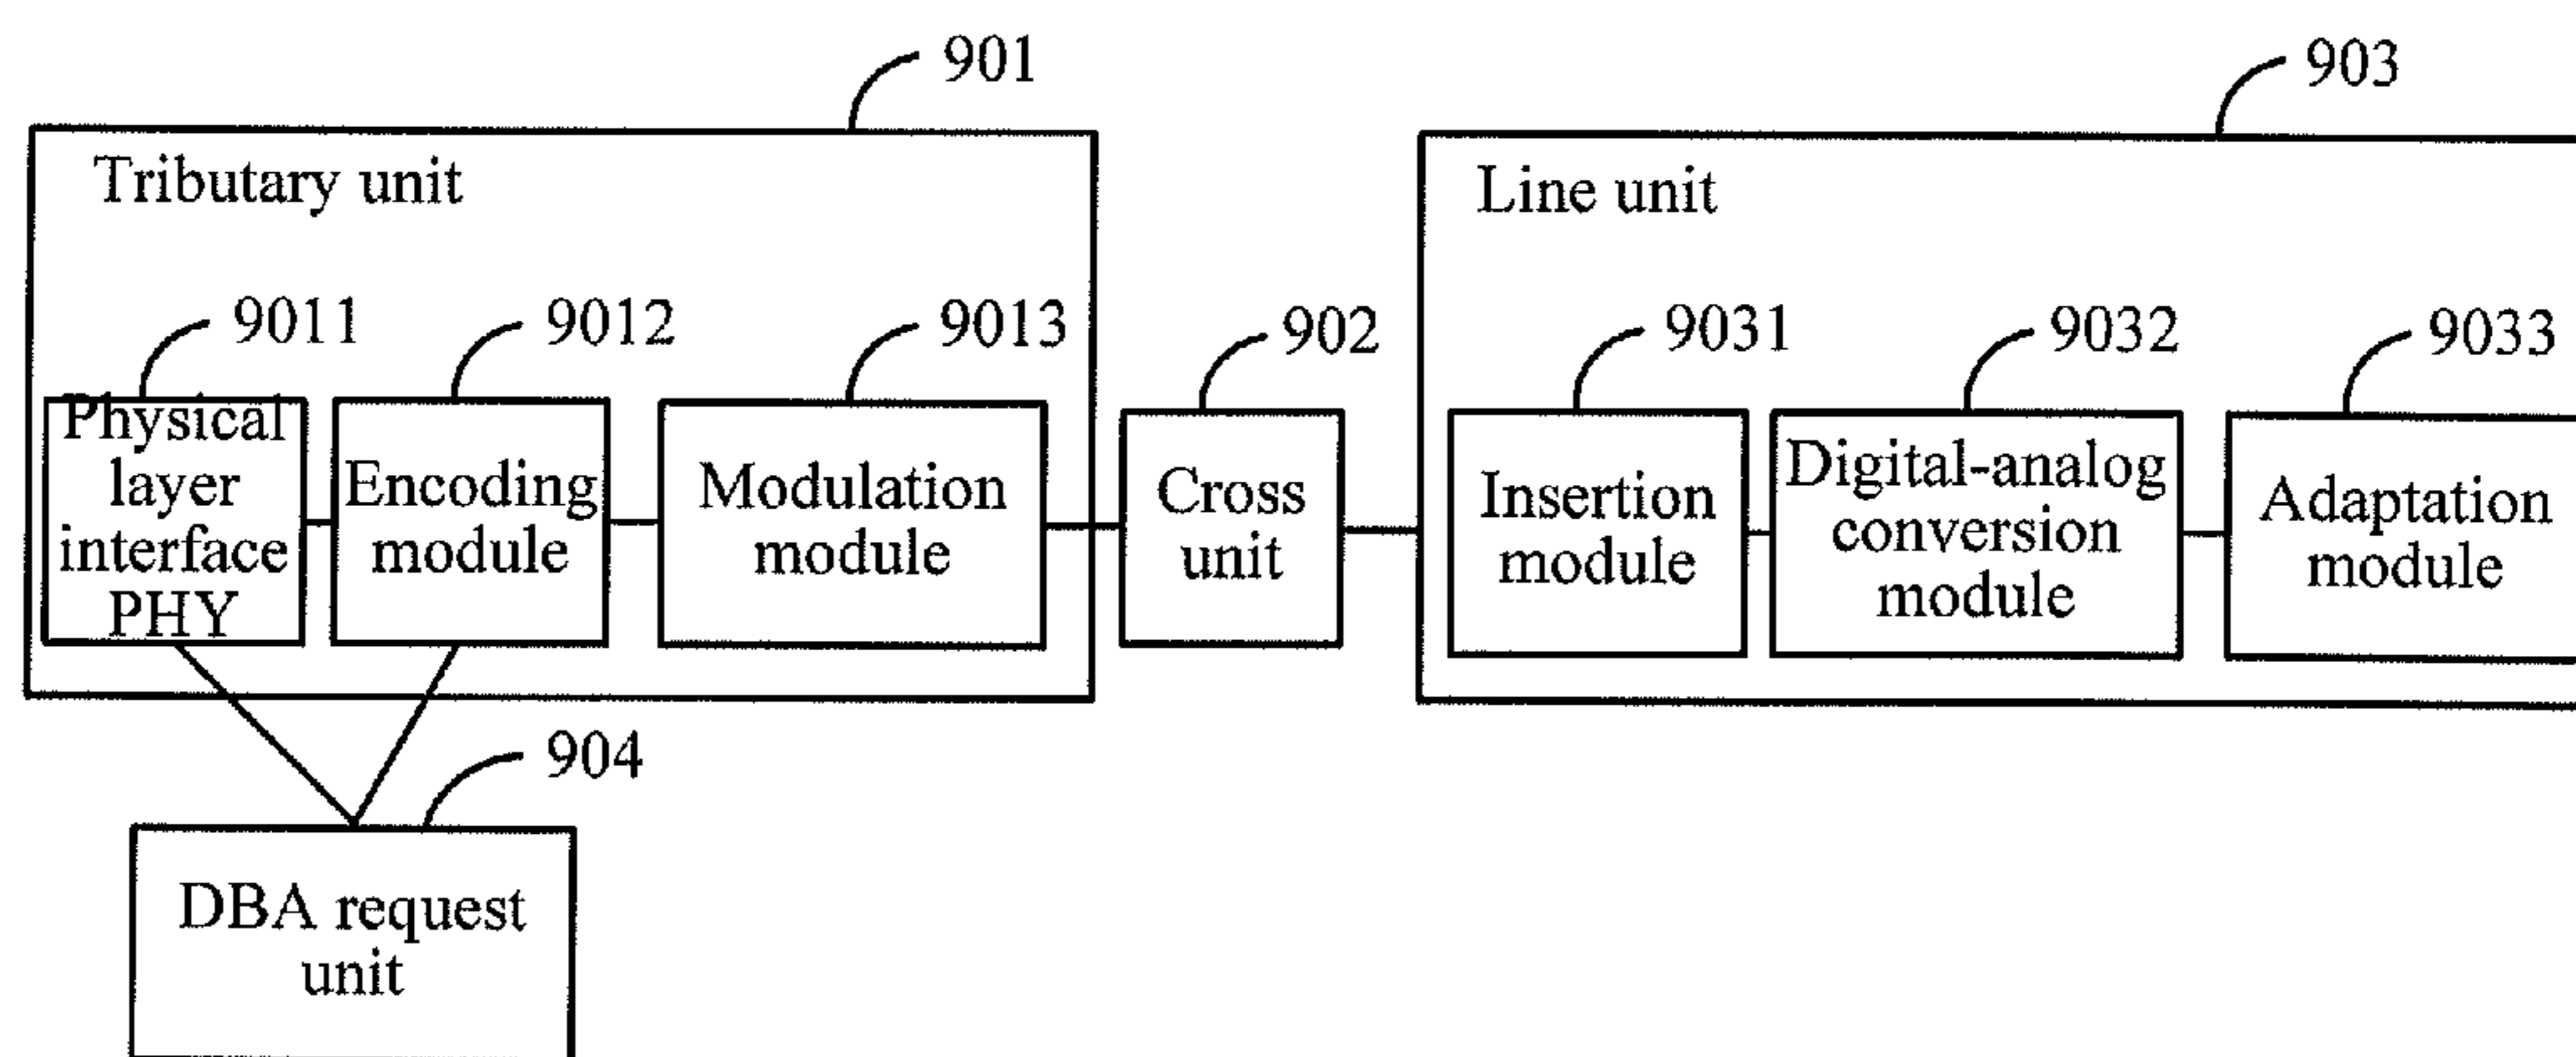 901
903
Tributary unit
Line unit
9011
9012
9013
902
9031
9032
9033
Physical
layer
interface
PHY
Encoding
module
Modulation
module
Cross
unit
Insertion
module
Digital-analog
conversion
module
Adaptation
module
904
DBA request
unit